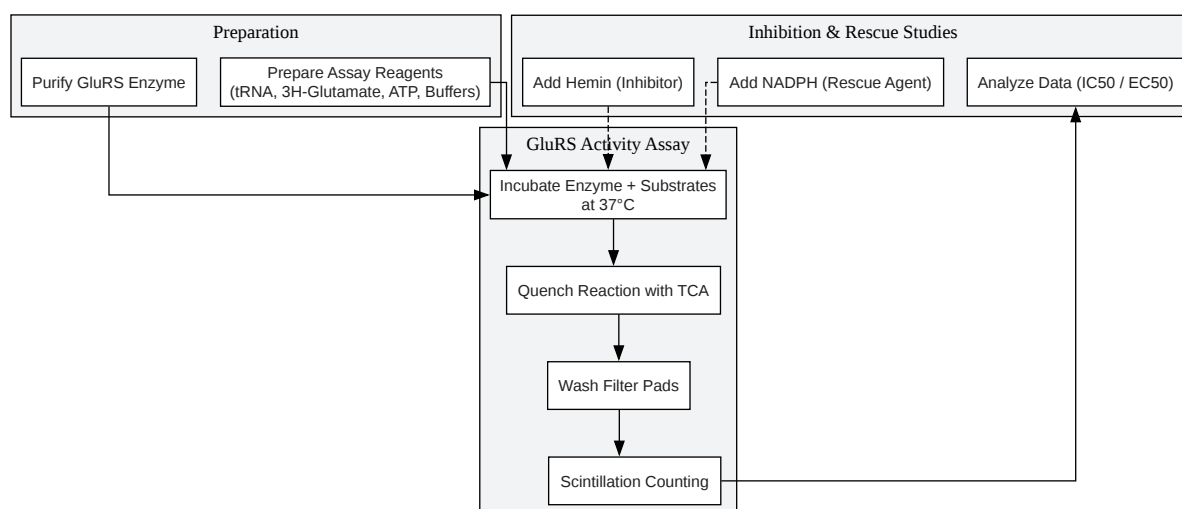 Preparation
Purify GluRS Enzyme
Prepare Assay Reagents
(tRNA, 3H-Glutamate, ATP, Buffers)
Inhibition & Rescue Studies
Add Hemin (Inhibitor)
Add NADPH (Rescue Agent)
Analyze Data (IC50 / EC50)
GluRS Activity Assay
Incubate Enzyme + Substrates
at 37°C
Quench Reaction with TCA
Wash Filter Pads
Scintillation Counting